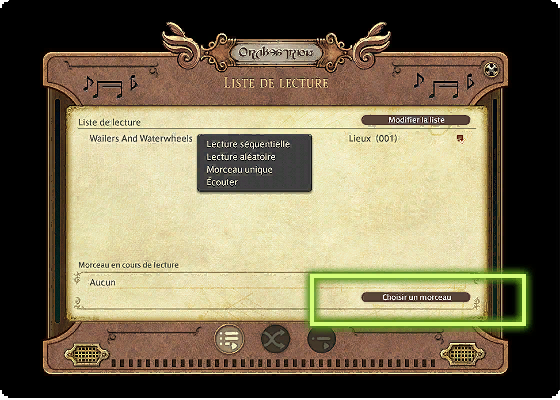 Orchestrion
LISTE DE LECTURE
Liste de lecture
Modifier la liste
Wailers And Waterwheels
Lieux (001)
Lecture séquentielle
Lecture aléatoire
Morceau unique
Écouter
Morceau en cours de lecture
Aucun
Choisir un morceau